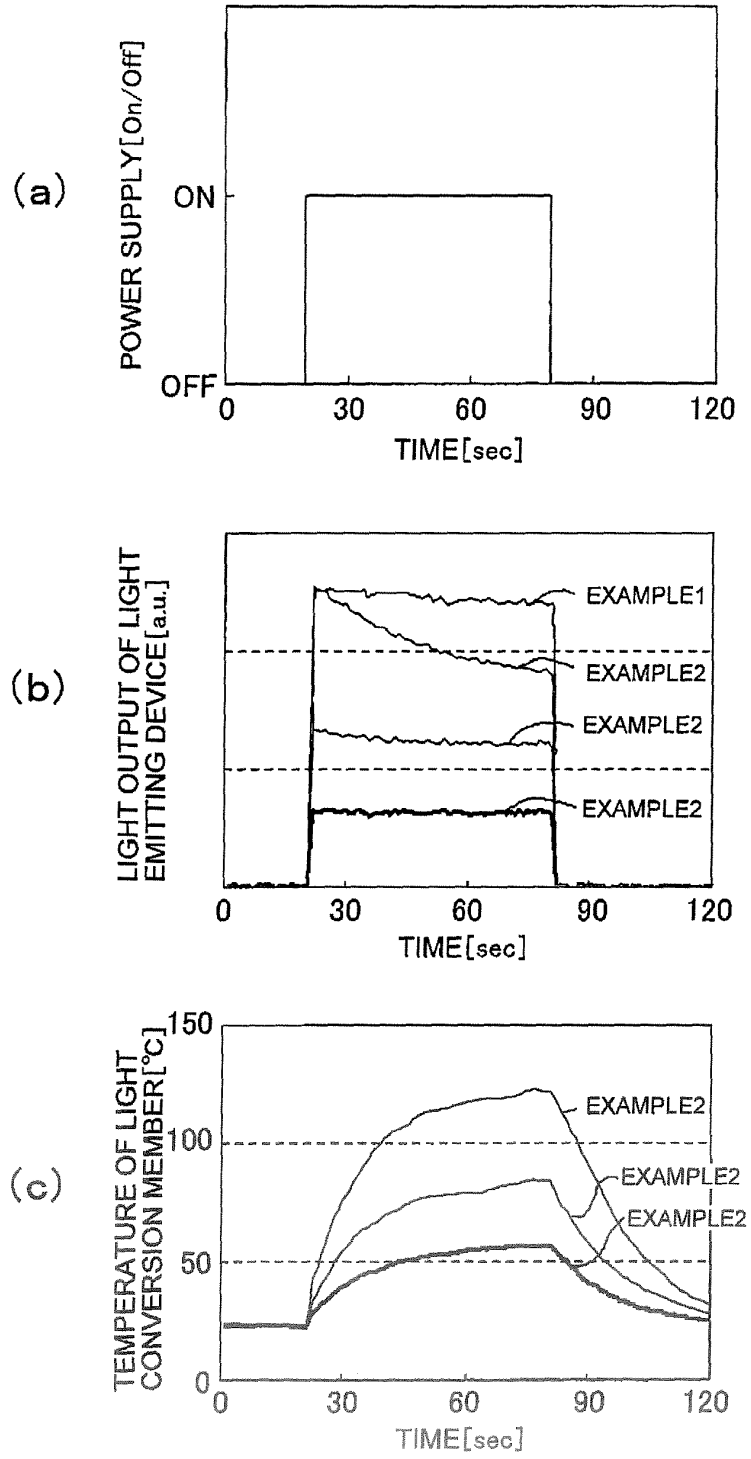 (a)
POWER SUPPLY[On/Off]
ON
OFF
0 30 60 90 120
TIME[sec]
(b)
LIGHT OUTPUT OF LIGHT
EMITTING DEVICE[a.u.]
EXAMPLE1
EXAMPLE2
EXAMPLE2
EXAMPLE2
0 30 60 90 120
TIME[sec]
(c)
TEMPERATURE OF LIGHT
CONVERSION MEMBER[°C]
150
100
50
0
EXAMPLE2
EXAMPLE2
EXAMPLE2
0 30 60 90 120
TIME[sec]